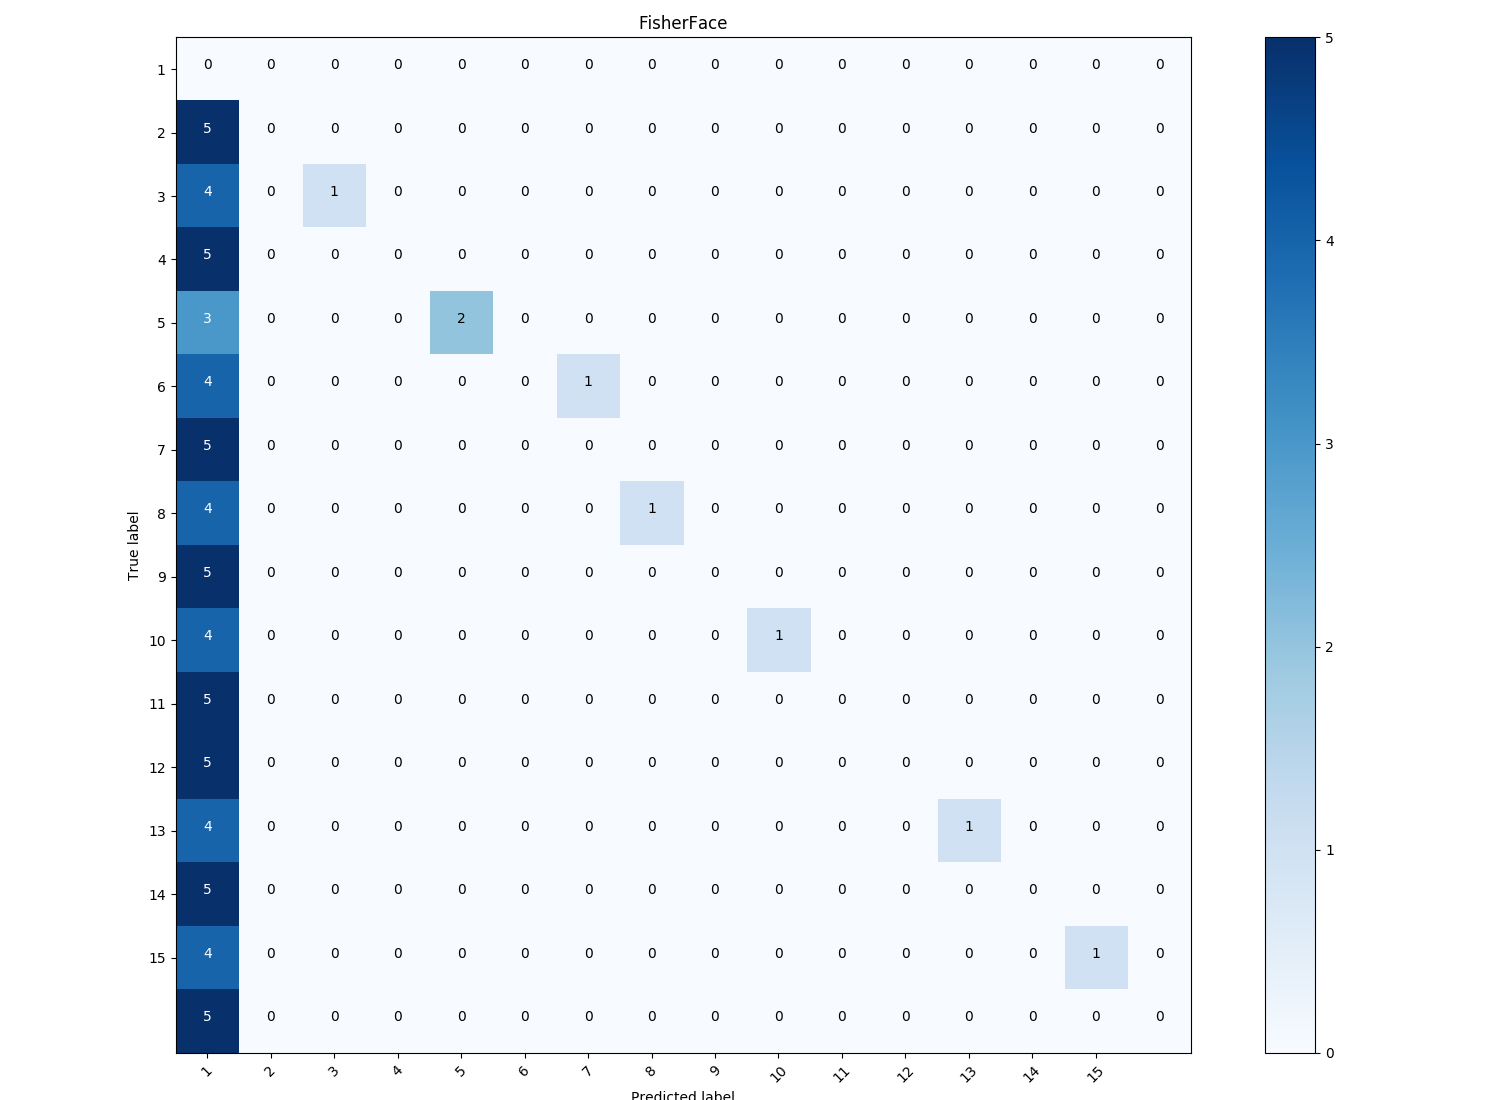 FisherFace
1 0 0 0 0 0 0 0 0 0 0 0 0 0 0 0 0
2 5 0 0 0 0 0 0 0 0 0 0 0 0 0 0 0
3 4 0 1 0 0 0 0 0 0 0 0 0 0 0 0 0
4 5 0 0 0 0 0 0 0 0 0 0 0 0 0 0 0
5 3 0 0 0 2 0 0 0 0 0 0 0 0 0 0 0
6 4 0 0 0 0 0 1 0 0 0 0 0 0 0 0 0
7 5 0 0 0 0 0 0 0 0 0 0 0 0 0 0 0
8 4 0 0 0 0 0 0 1 0 0 0 0 0 0 0 0
9 5 0 0 0 0 0 0 0 0 0 0 0 0 0 0 0
10 4 0 0 0 0 0 0 0 0 1 0 0 0 0 0 0
11 5 0 0 0 0 0 0 0 0 0 0 0 0 0 0 0
12 5 0 0 0 0 0 0 0 0 0 0 0 0 0 0 0
13 4 0 0 0 0 0 0 0 0 0 0 0 1 0 0 0
14 5 0 0 0 0 0 0 0 0 0 0 0 0 0 0 0
15 4 0 0 0 0 0 0 0 0 0 0 0 0 0 1 0
5 0 0 0 0 0 0 0 0 0 0 0 0 0 0 0
1 2 3 4 5 6 7 8 9 10 11 12 13 14 15
True label
Predicted label
5
4
3
2
1
0